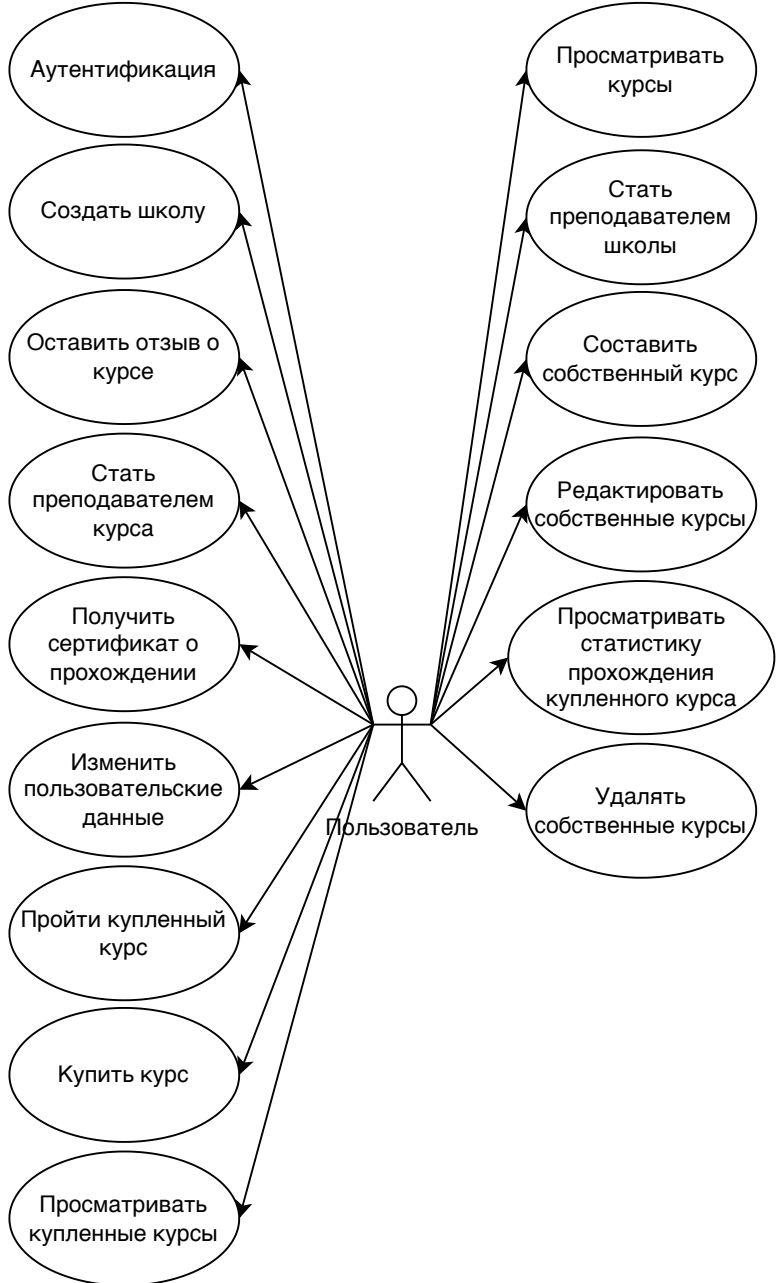 Аутентификация
Создать школу
Оставить отзыв о
курсе
Стать
преподавателем
курса
Получить
сертификат о
прохождении
Изменить
пользовательские
данные
Пройти купленный
курс
Купить курс
Просматривать
купленные курсы
Пользователь
Просматривать
курсы
Стать
преподавателем
школы
Составить
собственный курс
Редактировать
собственные курсы
Просматривать
статистику
прохождения
купленного курса
Удалять
собственные курсы